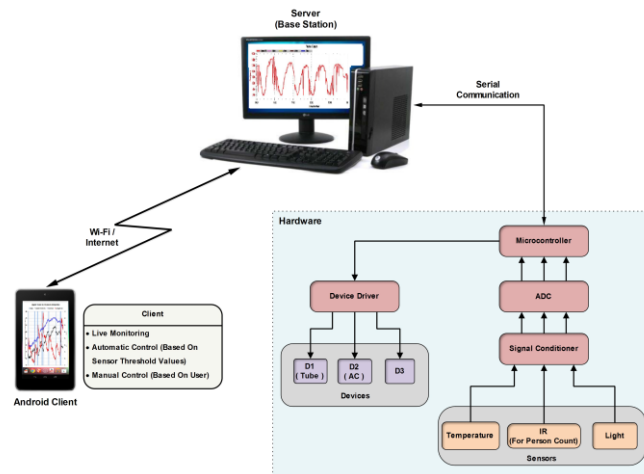 Server
(Base Station)
Serial
Communication
Wi-Fi /
Internet
Hardware
Microcontroller
Device Driver
ADC
Signal Conditioner
D1
( Tube )
D2
( AC )
D3
Devices
Temperature
IR
(For Person Count)
Light
Sensors
Client
• Live Monitoring
• Automatic Control (Based On
Sensor Threshold Values)
• Manual Control (Based On User)
Android Client